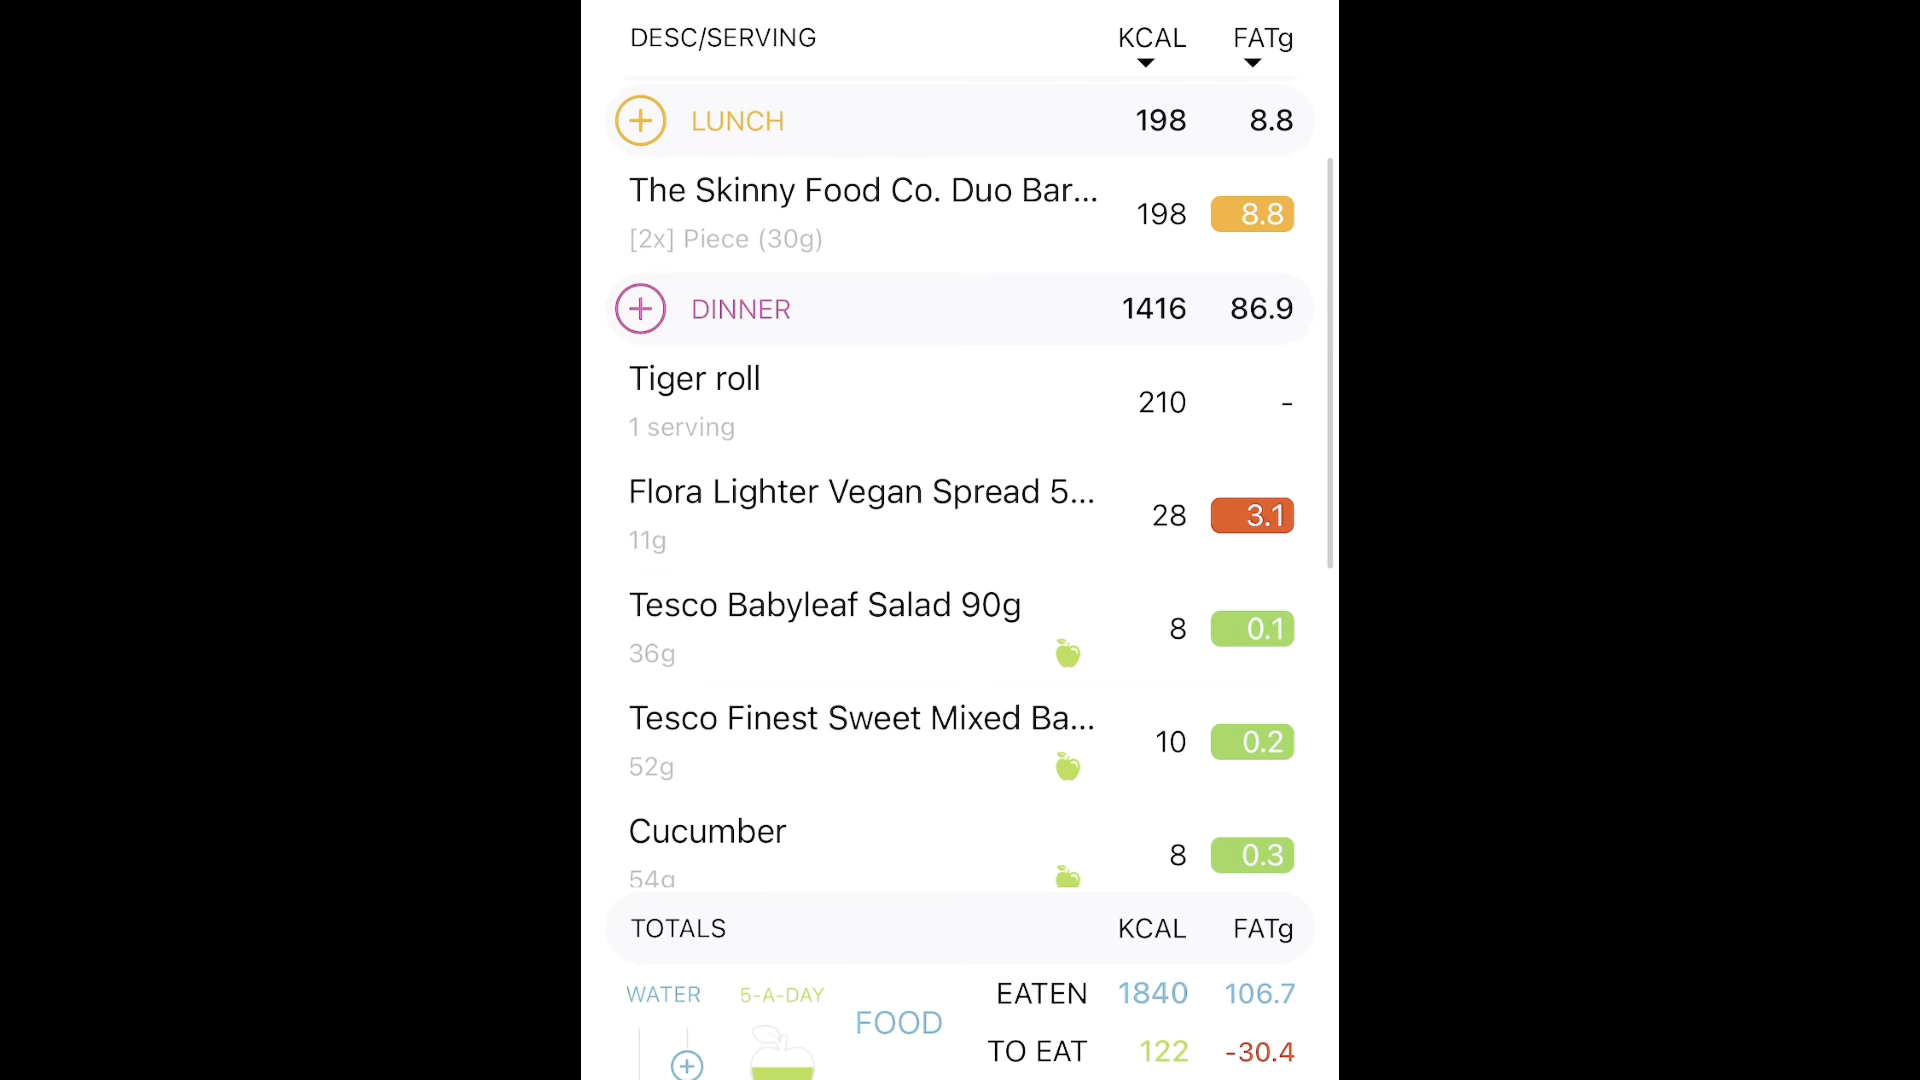 DESC/SERVING KCAL FATg
LUNCH 198 8.8
The Skinny Food Co. Duo Bar... 198 8.8
[2x] Piece (30g)
DINNER 1416 86.9
Tiger roll 210 -
1 serving
Flora Lighter Vegan Spread 5... 28 3.1
11g
Tesco Babyleaf Salad 90g 8 0.1
36g
Tesco Finest Sweet Mixed Ba... 10 0.2
52g
Cucumber 8 0.3
54g
TOTALS KCAL FATg
WATER 5-A-DAY FOOD EATEN 1840 106.7
TO EAT 122 -30.4